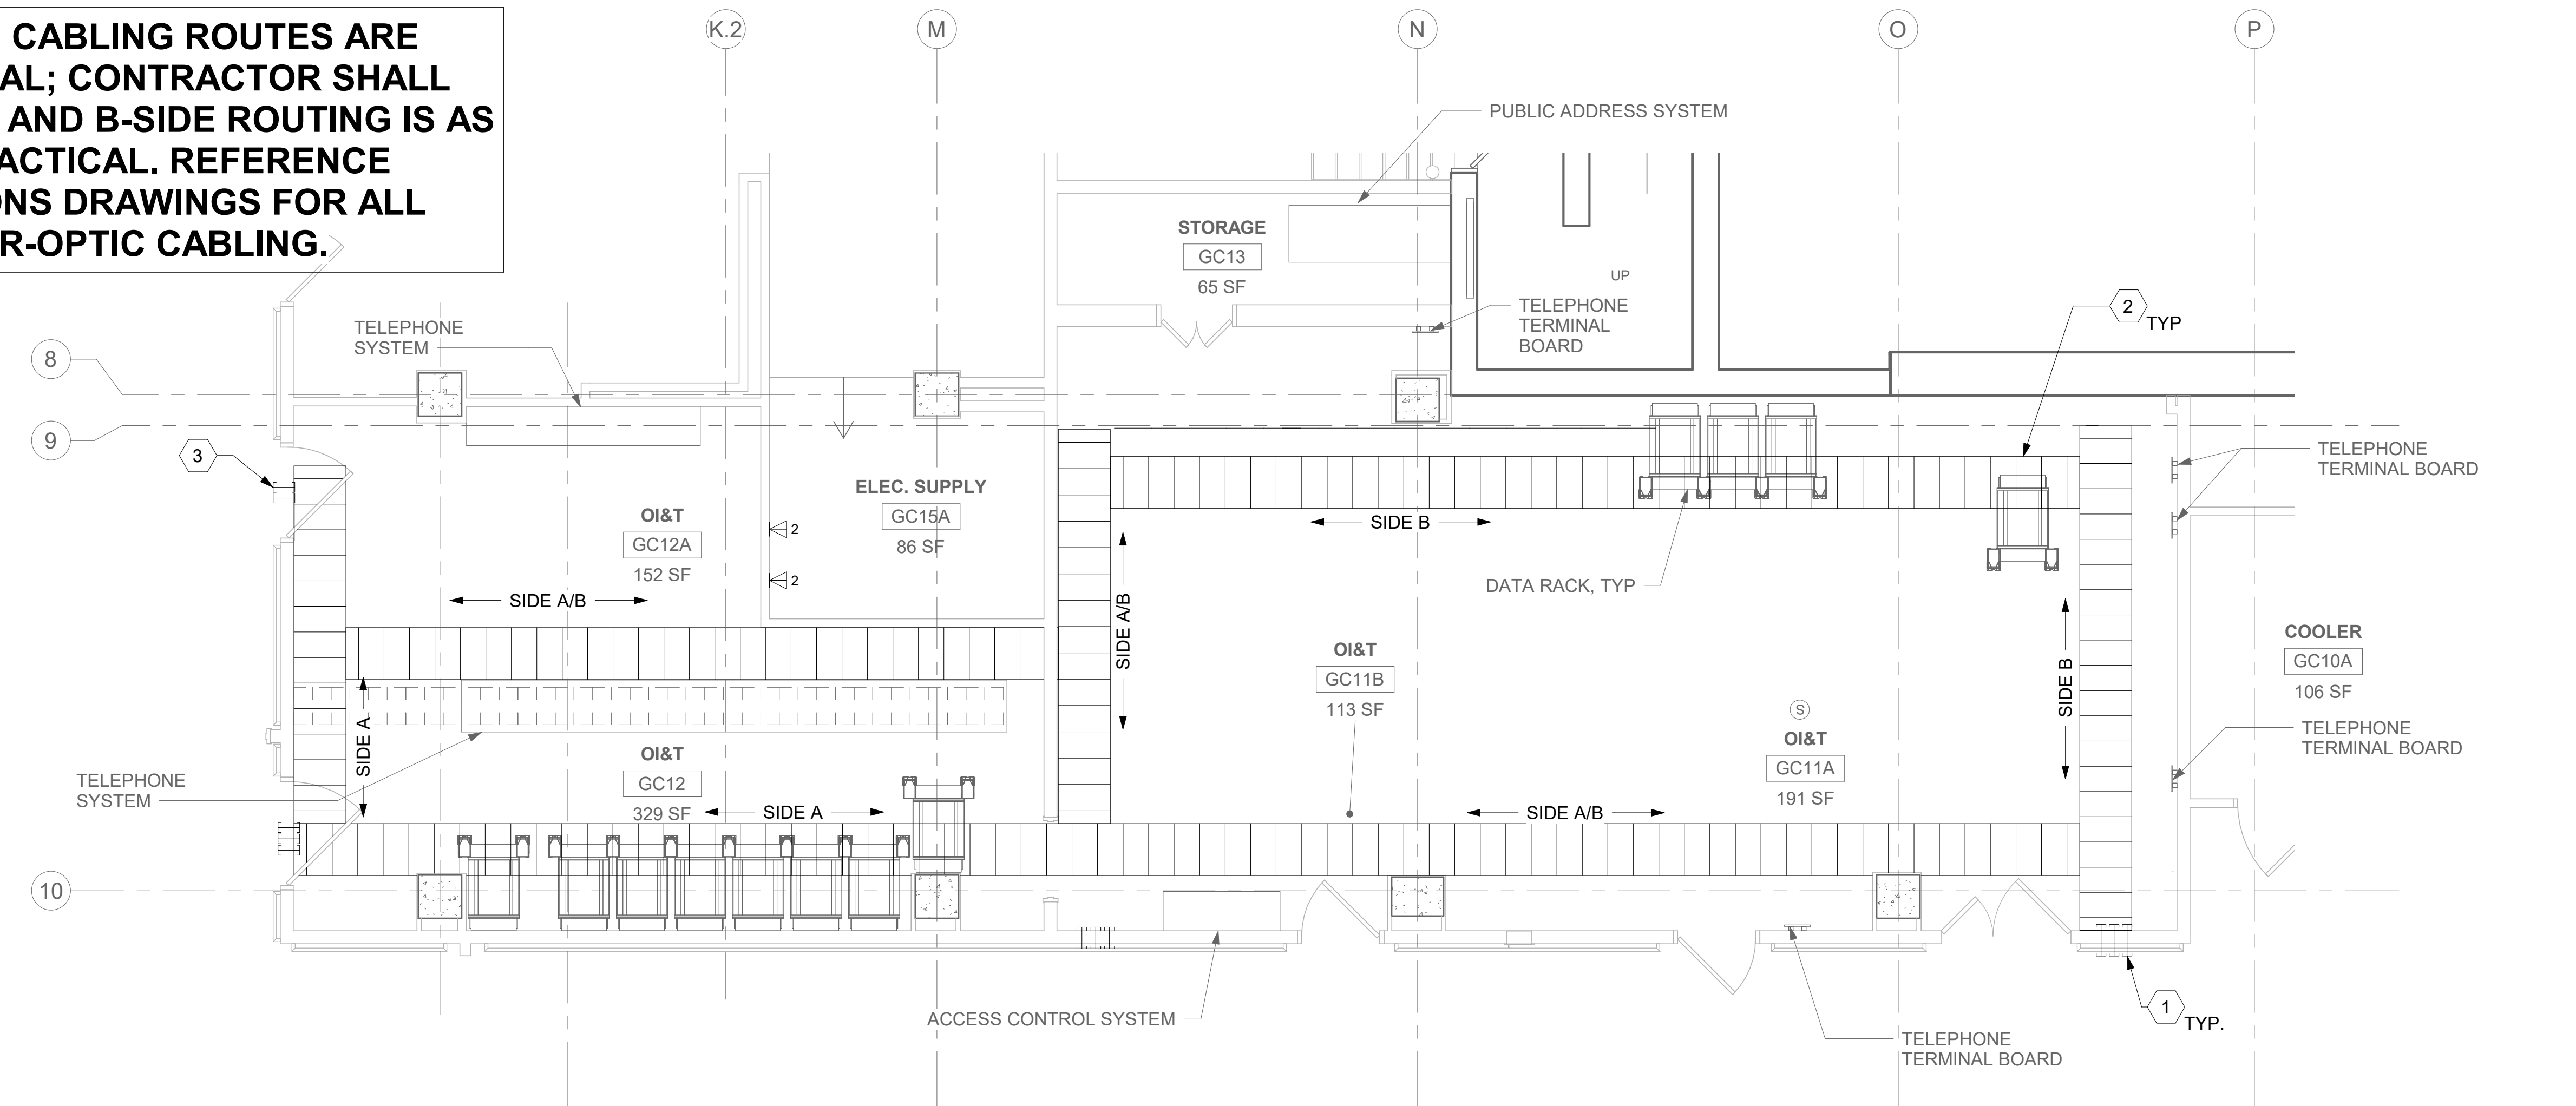 CABLING ROUTES ARE
AL; CONTRACTOR SHALL
AND B-SIDE ROUTING IS AS
ACTICAL. REFERENCE
ONS DRAWINGS FOR ALL
R-OPTIC CABLING.
K.2
M
N
O
P
PUBLIC ADDRESS SYSTEM
STORAGE
GC13
65 SF
UP
TELEPHONE
TERMINAL
BOARD
2
TYP
TELEPHONE
SYSTEM
8
9
3
TELEPHONE
TERMINAL BOARD
ELEC. SUPPLY
GC15A
86 SF
OI&T
GC12A
152 SF
2
2
SIDE B
DATA RACK, TYP
SIDE A/B
SIDE A/B
OI&T
GC11B
113 SF
SIDE B
COOLER
GC10A
106 SF
S
OI&T
GC11A
191 SF
TELEPHONE
TERMINAL BOARD
SIDE A
OI&T
GC12
329 SF
TELEPHONE
SYSTEM
SIDE A
SIDE A/B
10
ACCESS CONTROL SYSTEM
1
TYP.
TELEPHONE
TERMINAL BOARD